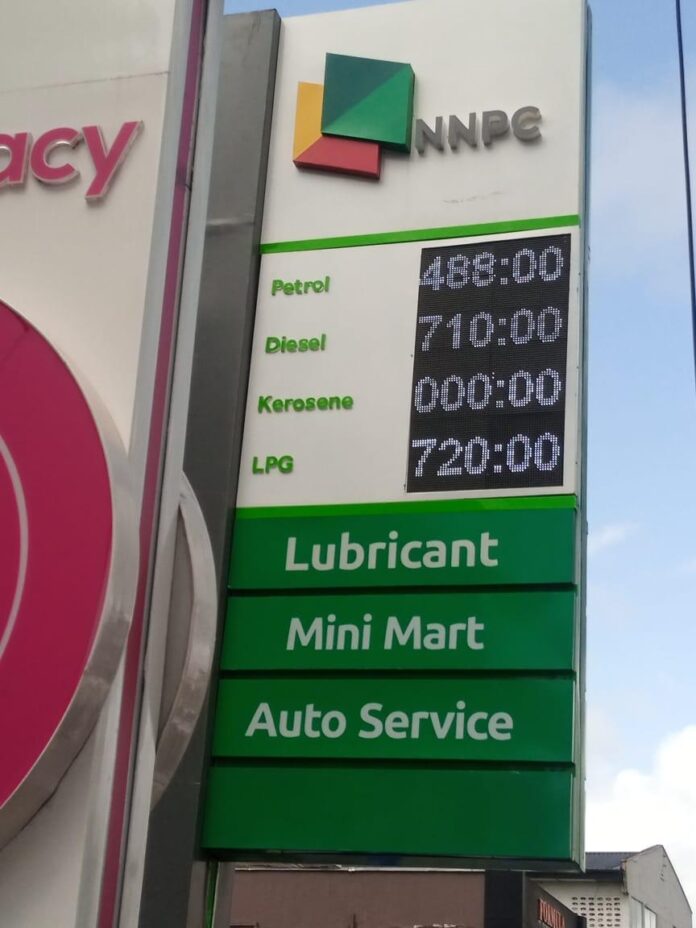 acy
NNPC
Petrol 488:00
Diesel 710:00
Kerosene 000:00
LPG 720:00
Lubricant
Mini Mart
Auto Service
FORMULA